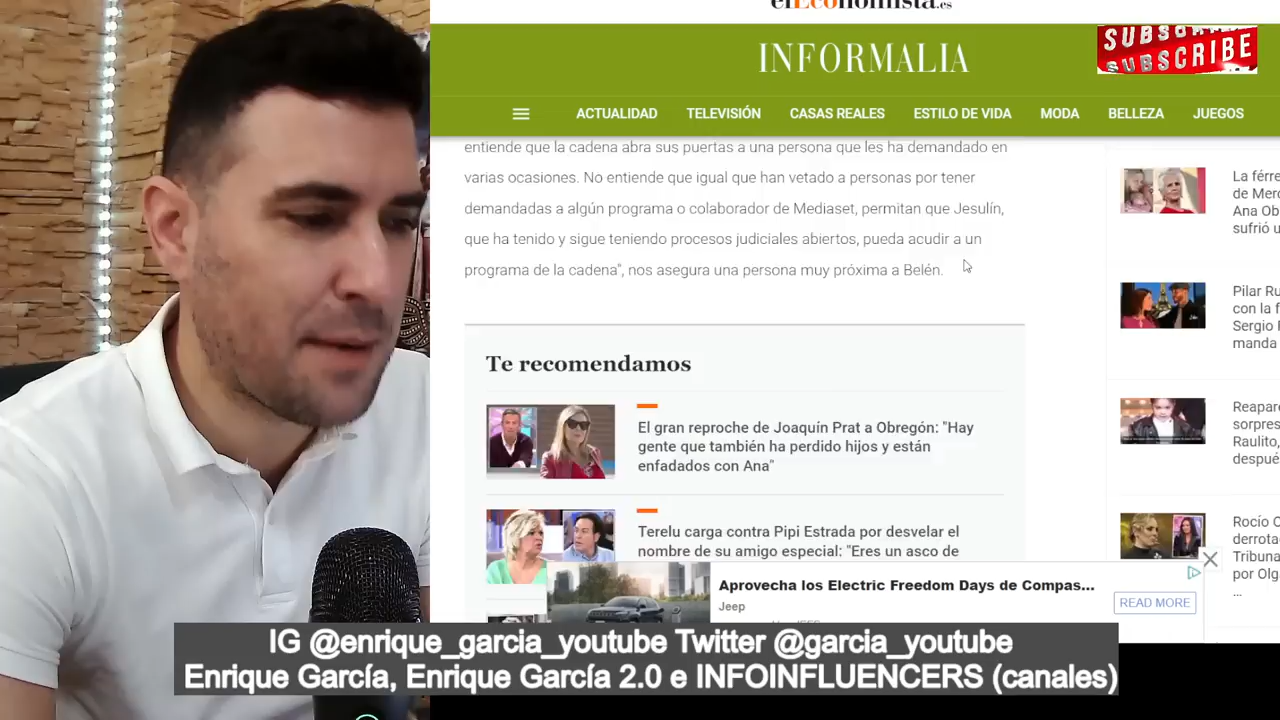 elEconomista.es
INFORMALIA
SUBSCRIBE
SUBSCRIBE
ACTUALIDAD TELEVISIÓN CASAS REALES ESTILO DE VIDA MODA BELLEZA JUEGOS
entiende que la cadena abra sus puertas a una persona que les ha demandado en
varias ocasiones. No entiende que igual que han vetado a personas por tener
demandadas a algún programa o colaborador de Mediaset, permitan que Jesulín,
que ha tenido y sigue teniendo procesos judiciales abiertos, pueda acudir a un
programa de la cadena", nos asegura una persona muy próxima a Belén.
Te recomendamos
El gran reproche de Joaquín Prat a Obregón: "Hay
gente que también ha perdido hijos y están
enfadados con Ana"
Terelu carga contra Pipi Estrada por desvelar el
nombre de su amigo especial: "Eres un asco de
La férre
de Merc
Ana Ob
sufrió u
Pilar Ru
con la f
Sergio
manda
Reapare
sorpres
Raulito,
despué
Rocío C
derrota
Tribuna
por Olg
...
Aprovecha los Electric Freedom Days de Compas...
Jeep
READ MORE
IG @enrique_garcia_youtube Twitter @garcia_youtube
Enrique García, Enrique García 2.0 e INFOINFLUENCERS (canales)